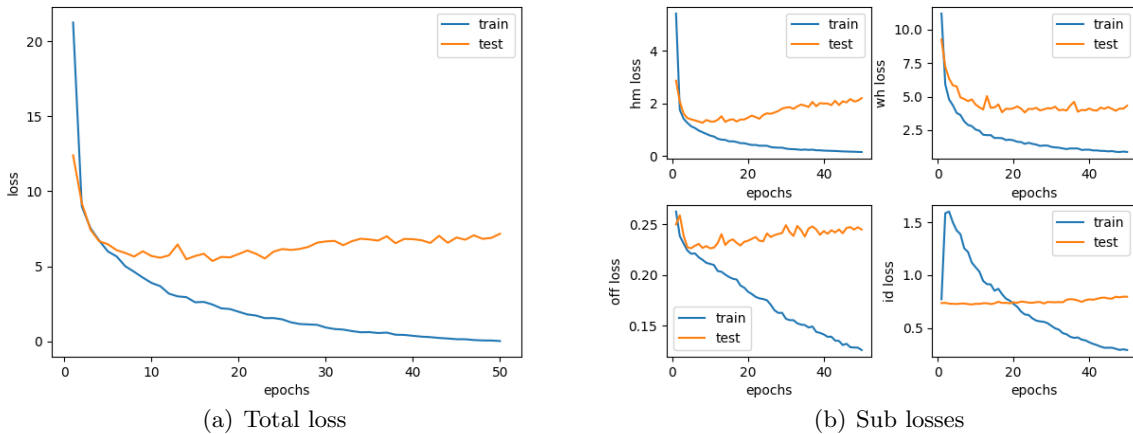 train
test
20
15
10
5
0
loss
0 10 20 30 40 50
epochs
(a) Total loss
train
test
4
2
0
hm loss
0 20 40
epochs
train
test
10.0
7.5
5.0
2.5
wh loss
0 20 40
epochs
0.25
0.20
0.15
off loss
train
test
0 20 40
epochs
train
test
1.5
1.0
0.5
id loss
0 20 40
epochs
(b) Sub losses